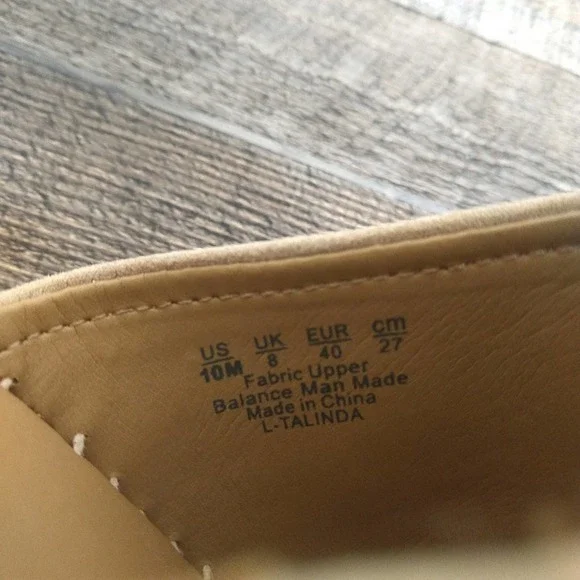 US UK EUR cm
10M 8 40 27
Fabric Upper
Balance Man Made
Made in China
L-TALINDA